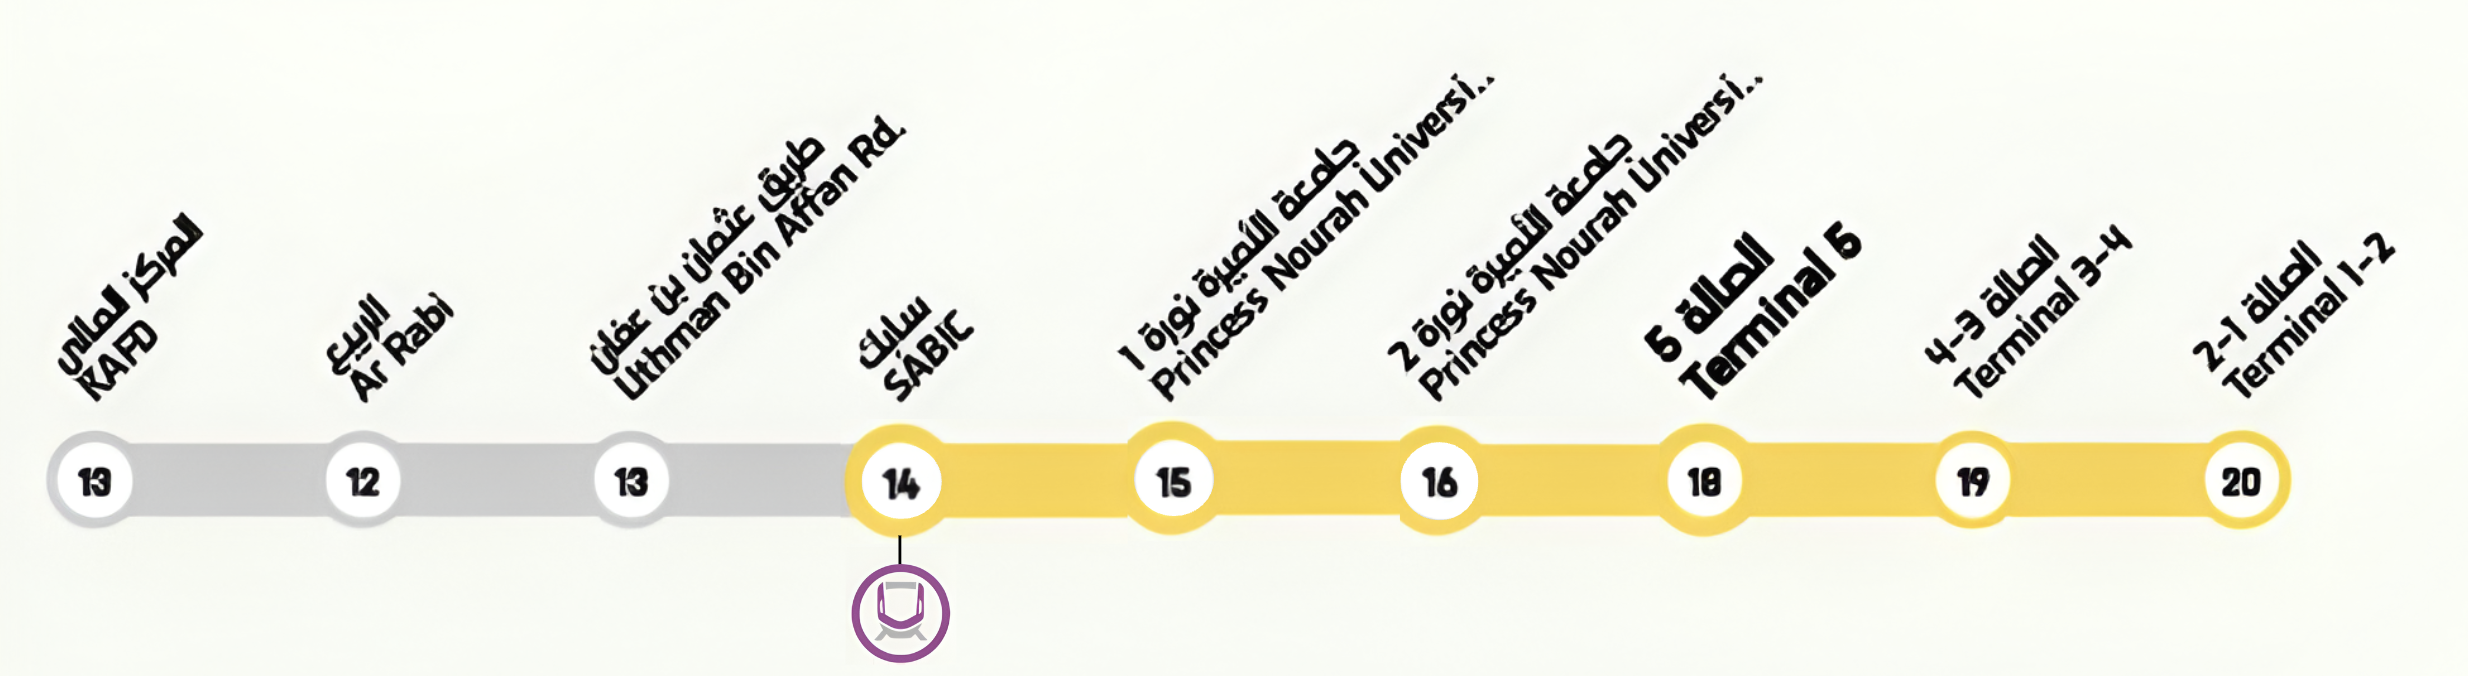 المركز المالي
KAFD
الربيع
Ar Rabi
طريق عثمان بن عفان
Uthman Bin Affan Rd.
سابك
SABIC
جامعة الأميرة نورة 1
Princess Nourah Universi..
جامعة الأميرة نورة 2
Princess Nourah Universi..
الصالة 5
Terminal 5
الصالة 3-4
Terminal 3-4
الصالة 1-2
Terminal 1-2
13
12
13
14
15
16
18
19
20